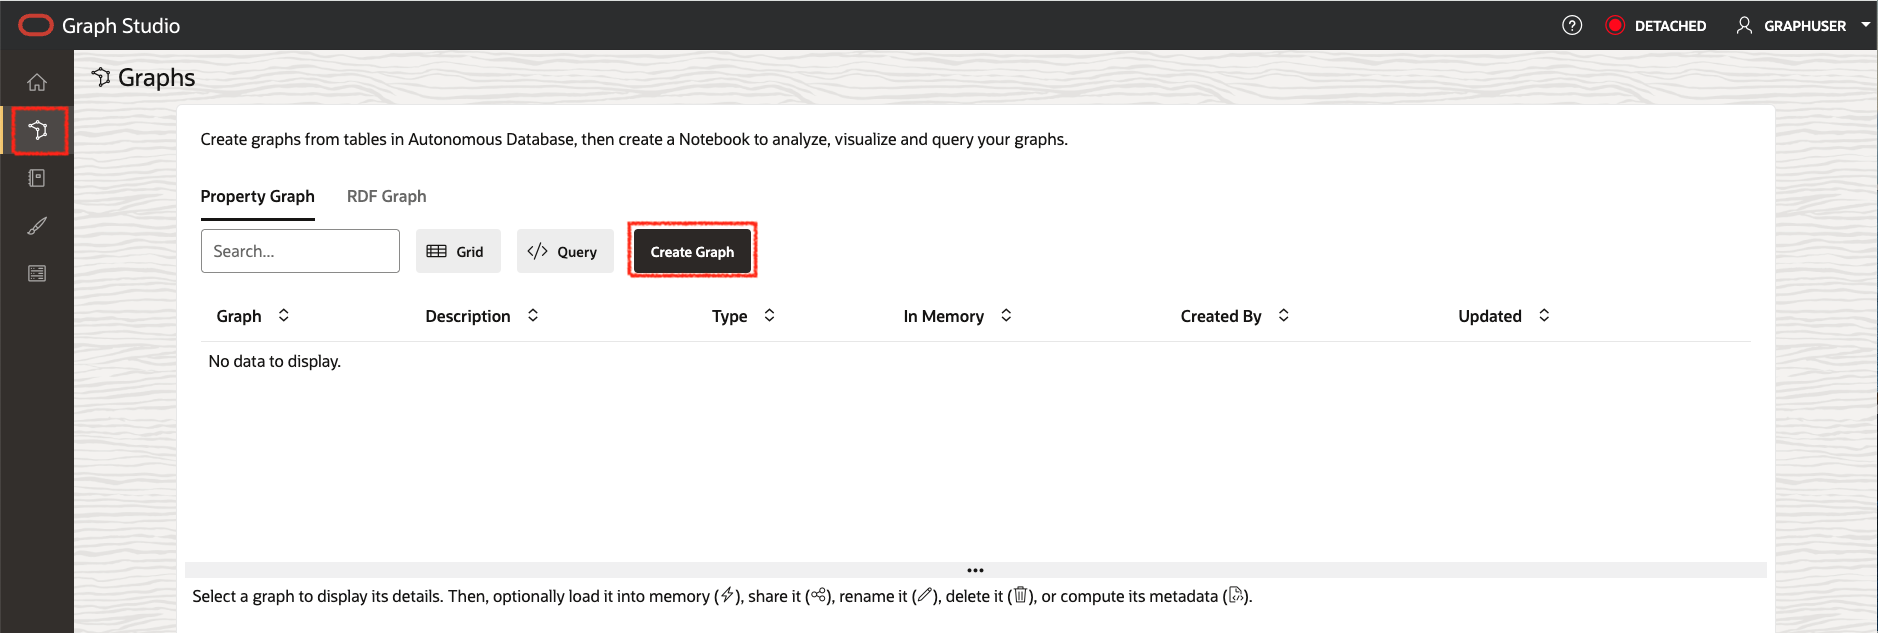 Graph Studio
DETACHED
GRAPHUSER
Graphs
Create graphs from tables in Autonomous Database, then create a Notebook to analyze, visualize and query your graphs.
Property Graph RDF Graph
Search... Grid </> Query Create Graph
Graph Description Type In Memory Created By Updated
No data to display.
Select a graph to display its details. Then, optionally load it into memory (), share it (), rename it (), delete it (), or compute its metadata ().